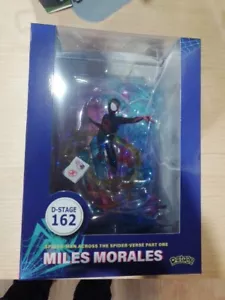 D-STAGE
162
SPIDER-MAN ACROSS THE SPIDER-VERSE PART ONE
MILES MORALES